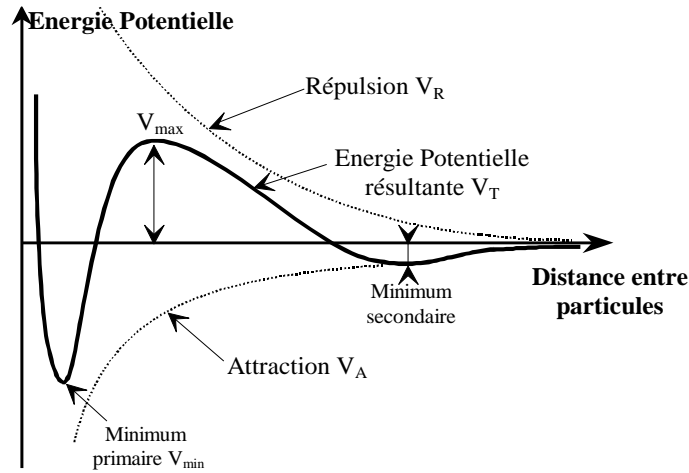 Energie Potentielle
Répulsion V_R
V_max
Energie Potentielle
résultante V_T
Distance entre
particules
Minimum
secondaire
Attraction V_A
Minimum
primaire V_min